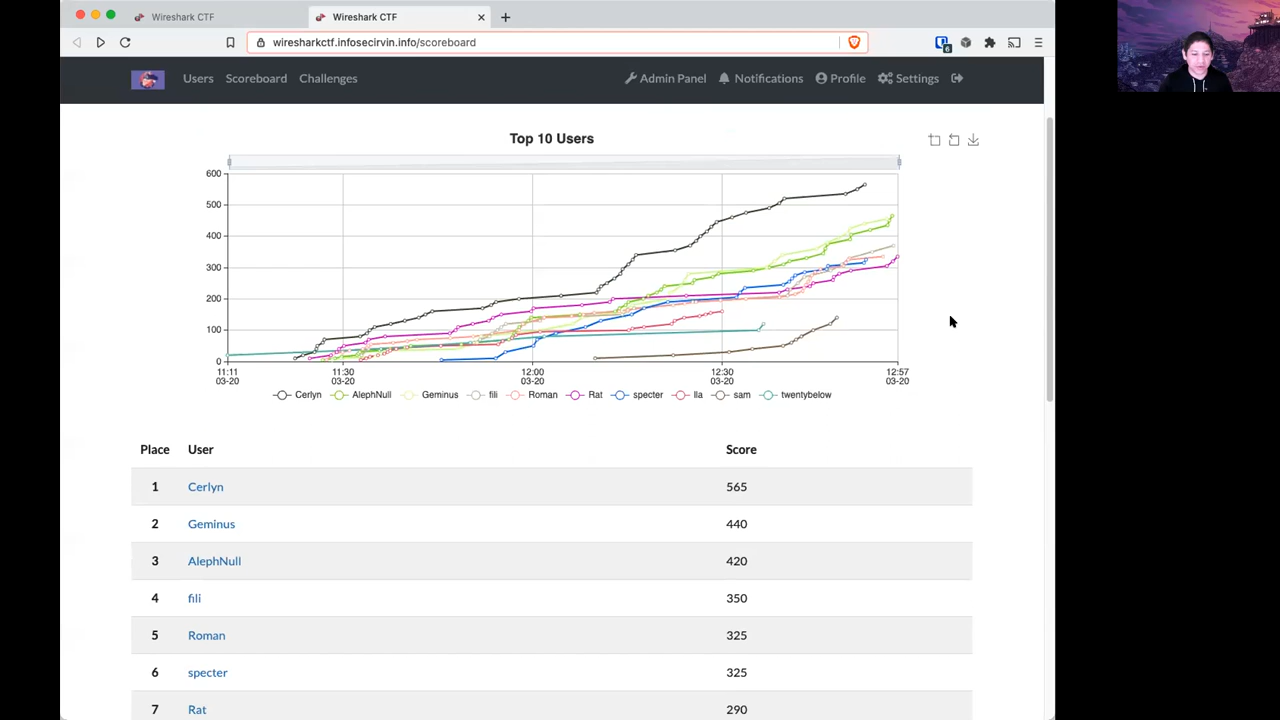 Wireshark CTF
Wireshark CTF
wiresharkctf.infosecirvin.info/scoreboard
6
Users Scoreboard Challenges Admin Panel Notifications Profile Settings
Top 10 Users
600
500
400
300
200
100
0
11:11 11:30 12:00 12:30 12:57
03-20 03-20 03-20 03-20 03-20
Cerlyn AlephNull Geminus fili Roman Rat specter lla sam twentybelow
Place User Score
1 Cerlyn 565
2 Geminus 440
3 AlephNull 420
4 fili 350
5 Roman 325
6 specter 325
7 Rat 290